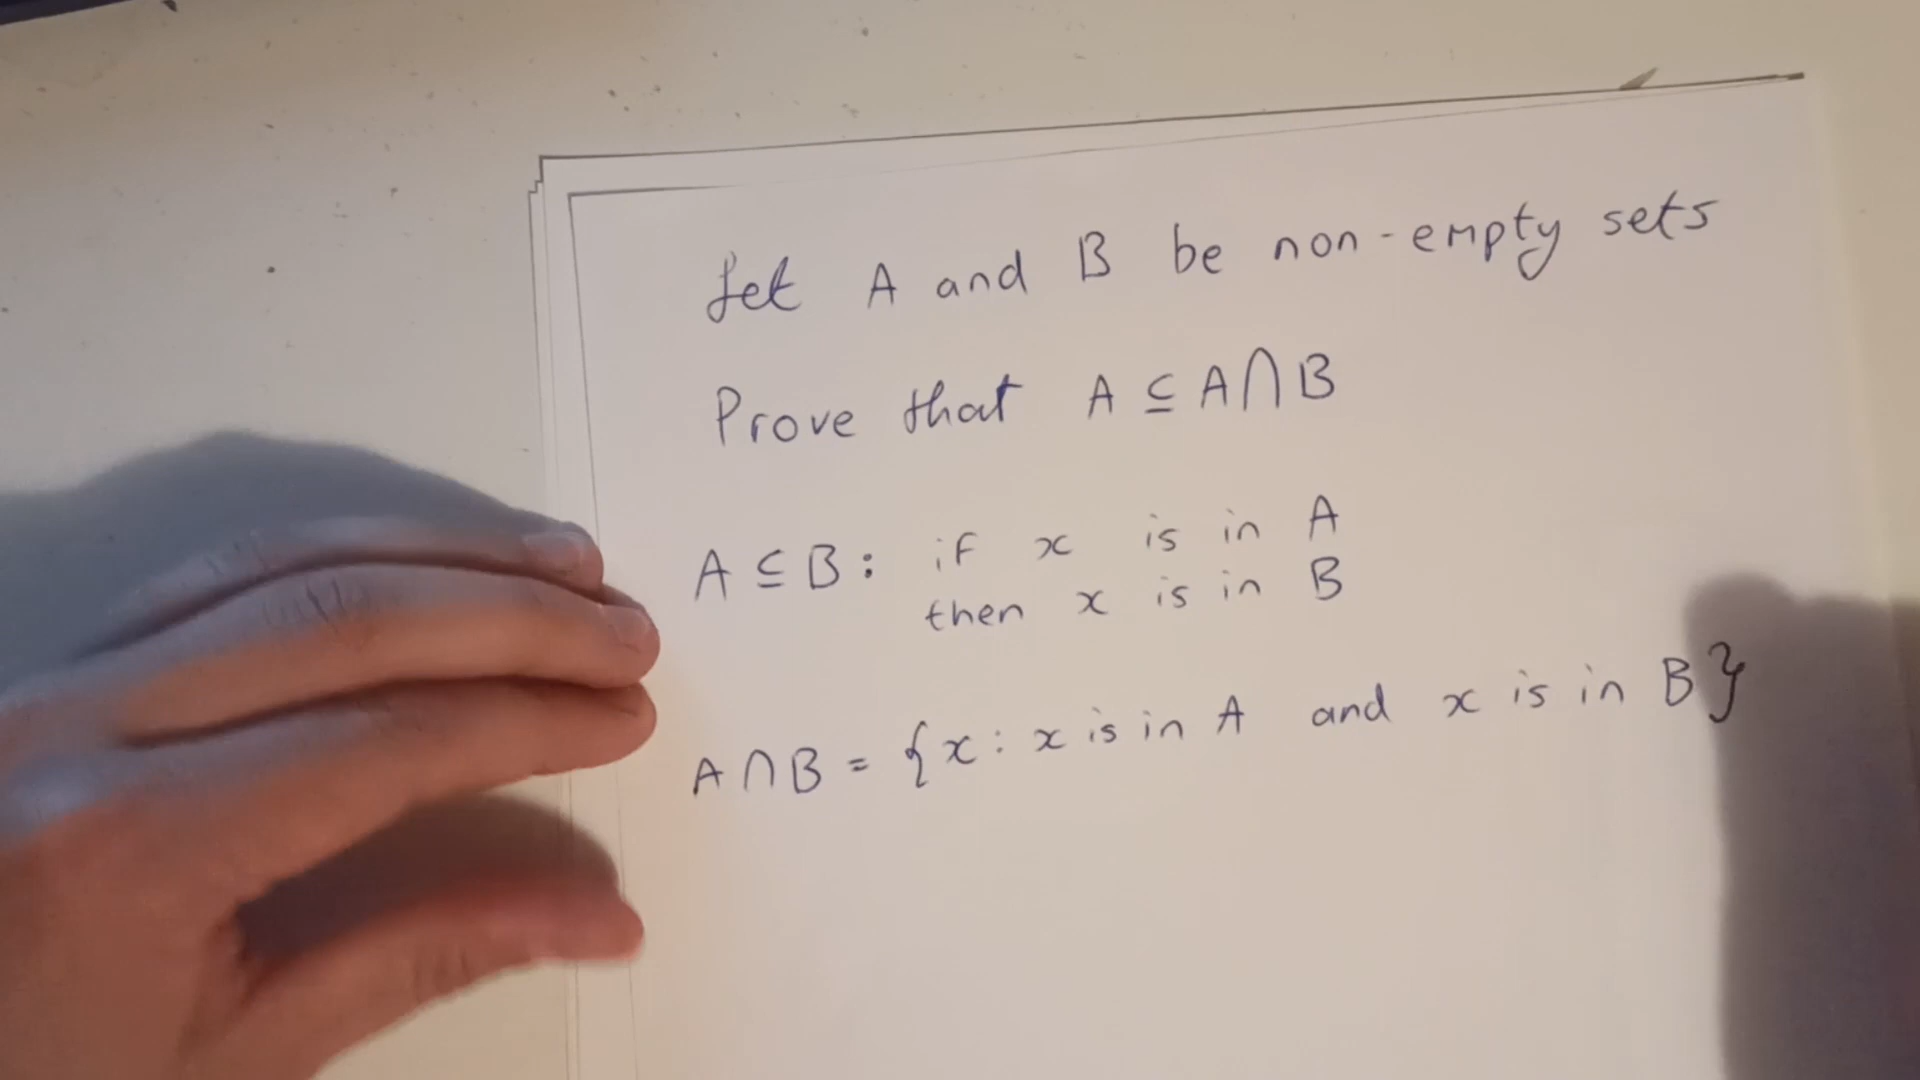 Let A and B be non-empty sets
Prove that A ⊆ A∩B
A ⊆ B: if x is in A
then x is in B
A∩B = {x: x is in A and x is in B}